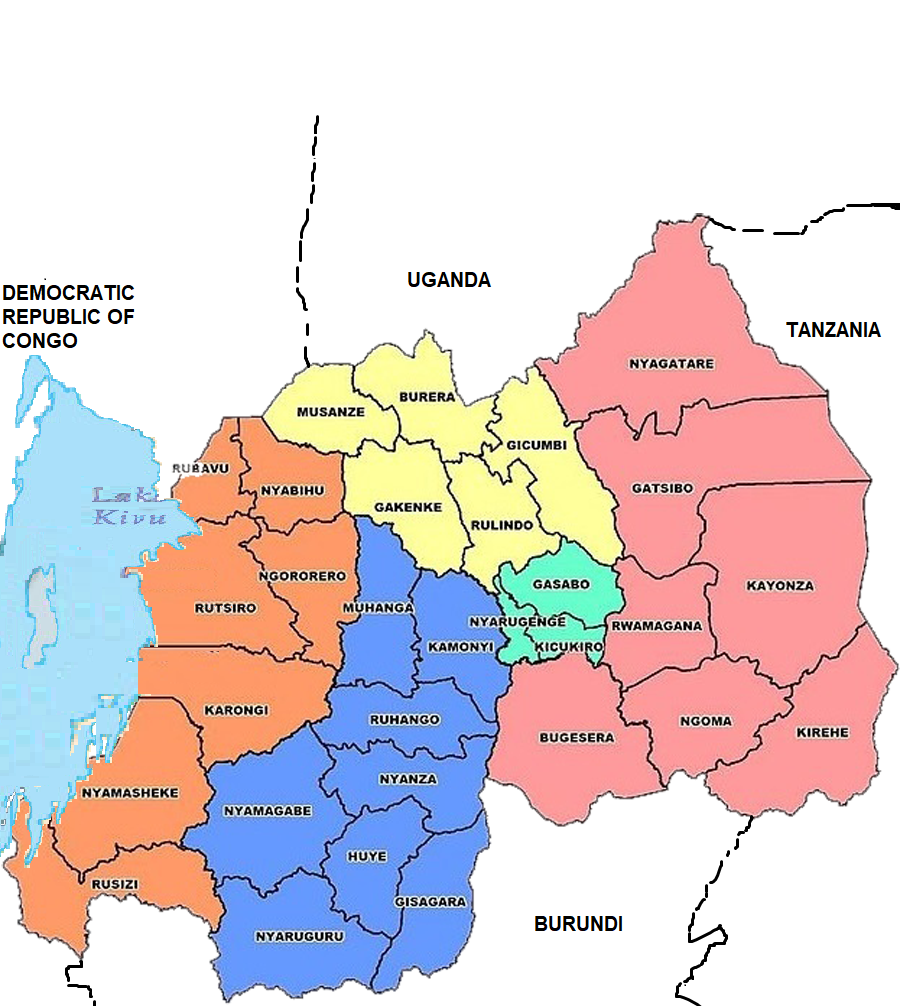 UGANDA
DEMOCRATIC
REPUBLIC OF
CONGO
TANZANIA
NYAGATARE
BURERA
MUSANZE
GICUMBI
RUBAVU
NYABIHU
GATSIBO
Lake
Kivu
GAKENKE
RULINDO
NGORORERO
GASABO
KAYONZA
RUTSIRO
MUHANGA
NYARUGENGE
RWAMAGANA
KAMONYI
KICUKIRO
KARONGI
RUHANGO
NGOMA
BUGESERA
KIREHE
NYANZA
NYAMASHEKE
NYAMAGABE
HUYE
RUSIZI
GISAGARA
BURUNDI
NYARUGURU